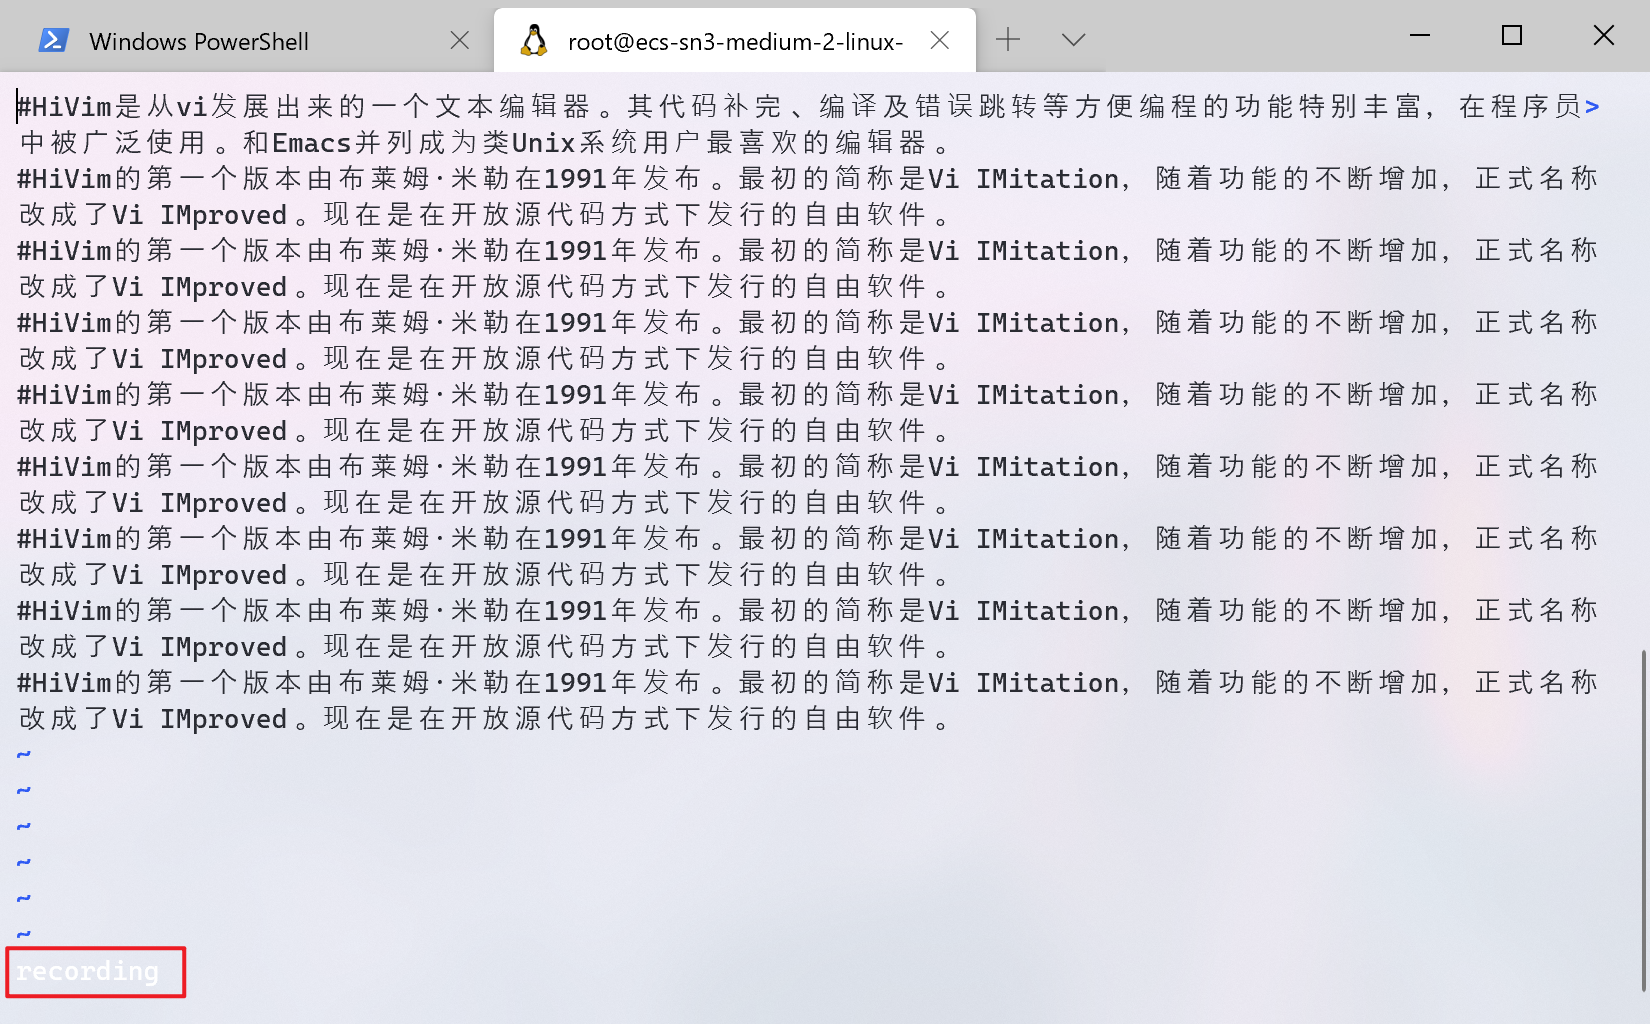 Windows PowerShell
root@ecs-sn3-medium-2-linux-
#HiVim是从vi发展出来的一个文本编辑器。其代码补完、编译及错误跳转等方便编程的功能特别丰富，在程序员>
中被广泛使用。和Emacs并列成为类Unix系统用户最喜欢的编辑器。
#HiVim的第一个版本由布莱姆·米勒在1991年发布。最初的简称是Vi IMitation，随着功能的不断增加，正式名称
改成了Vi IMproved。现在是在开放源代码方式下发行的自由软件。
#HiVim的第一个版本由布莱姆·米勒在1991年发布。最初的简称是Vi IMitation，随着功能的不断增加，正式名称
改成了Vi IMproved。现在是在开放源代码方式下发行的自由软件。
#HiVim的第一个版本由布莱姆·米勒在1991年发布。最初的简称是Vi IMitation，随着功能的不断增加，正式名称
改成了Vi IMproved。现在是在开放源代码方式下发行的自由软件。
#HiVim的第一个版本由布莱姆·米勒在1991年发布。最初的简称是Vi IMitation，随着功能的不断增加，正式名称
改成了Vi IMproved。现在是在开放源代码方式下发行的自由软件。
#HiVim的第一个版本由布莱姆·米勒在1991年发布。最初的简称是Vi IMitation，随着功能的不断增加，正式名称
改成了Vi IMproved。现在是在开放源代码方式下发行的自由软件。
#HiVim的第一个版本由布莱姆·米勒在1991年发布。最初的简称是Vi IMitation，随着功能的不断增加，正式名称
改成了Vi IMproved。现在是在开放源代码方式下发行的自由软件。
#HiVim的第一个版本由布莱姆·米勒在1991年发布。最初的简称是Vi IMitation，随着功能的不断增加，正式名称
改成了Vi IMproved。现在是在开放源代码方式下发行的自由软件。
#HiVim的第一个版本由布莱姆·米勒在1991年发布。最初的简称是Vi IMitation，随着功能的不断增加，正式名称
改成了Vi IMproved。现在是在开放源代码方式下发行的自由软件。
~
~
~
~
~
~
recording